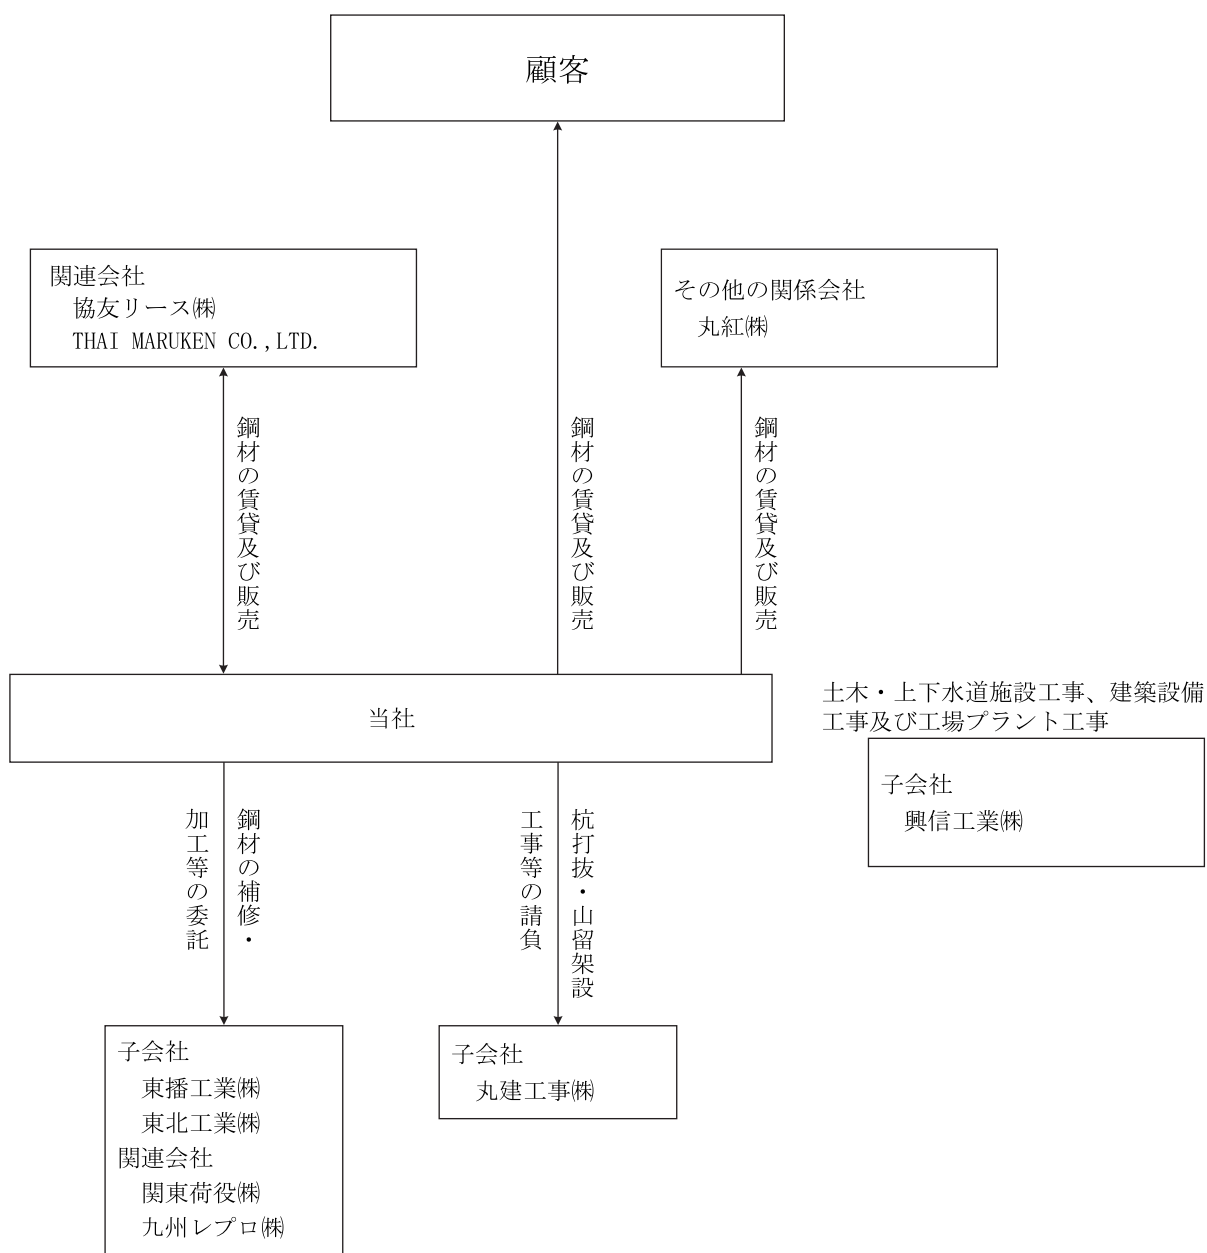 顧客
関連会社
協友リース㈱
THAI MARUKEN CO.,LTD.
その他の関係会社
丸紅㈱
鋼材の賃貸及び販売
鋼材の賃貸及び販売
鋼材の賃貸及び販売
当社
土木・上下水道施設工事、建築設備
工事及び工場プラント工事
子会社
興信工業㈱
鋼材の補修・
加工等の委託
杭打抜・山留架設
工事等の請負
子会社
東播工業㈱
東北工業㈱
関連会社
関東荷役㈱
九州レプロ㈱
子会社
丸建工事㈱